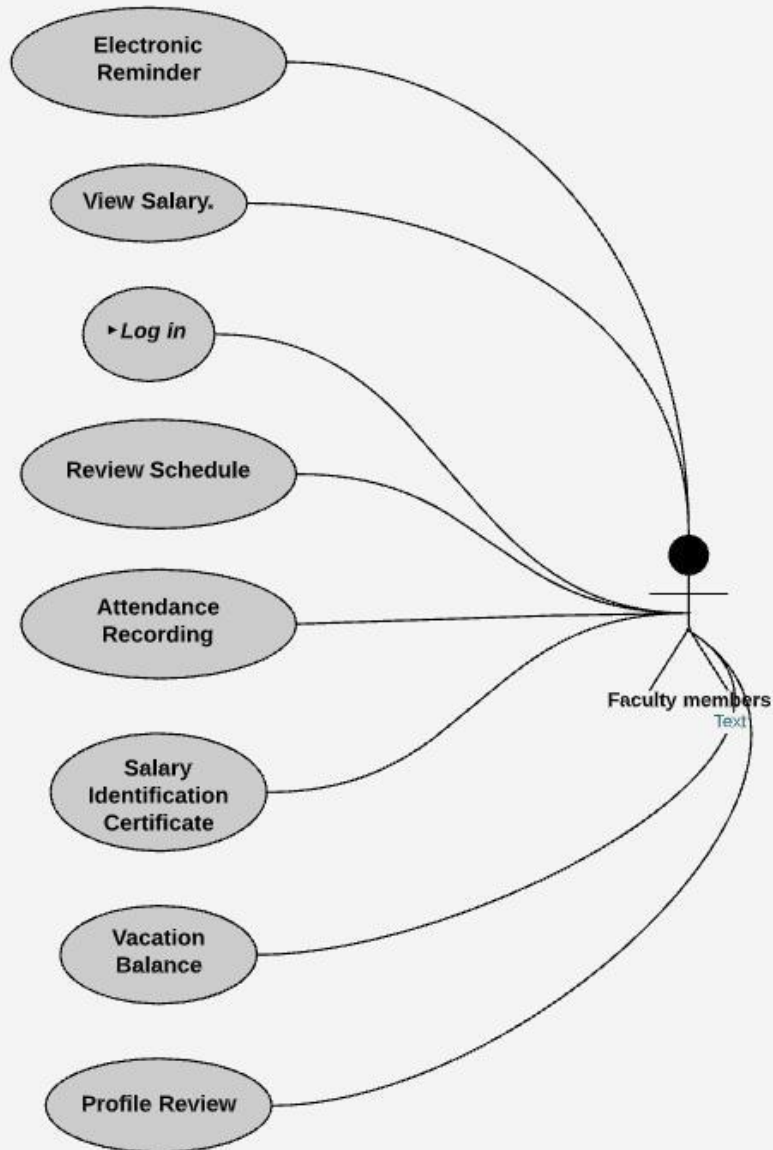 Electronic
Reminder
View Salary.
▸Log in
Review Schedule
Attendance
Recording
Salary
Identification
Certificate
Vacation
Balance
Profile Review
Faculty members
Text